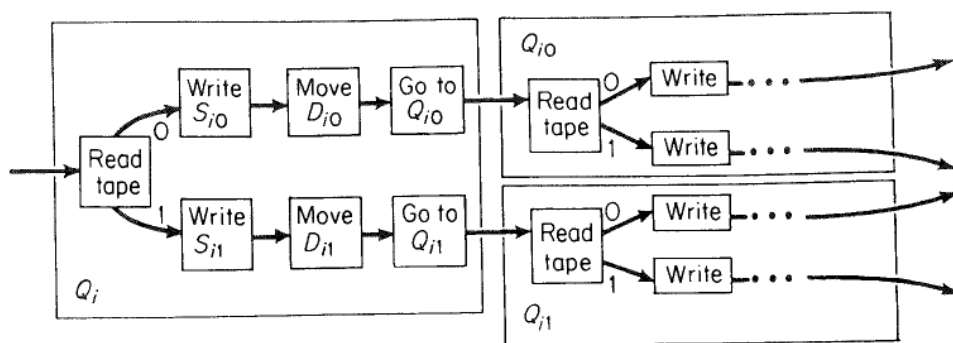 Q_i0
Write S_i0
Move D_i0
Go to Q_i0
0
Read tape
1
Write S_i1
Move D_i1
Go to Q_i1
Q_i
0
Read tape
1
Write
• • •
Write
• • •
0
Read tape
1
Write
• • •
Write
• • •
Q_i1